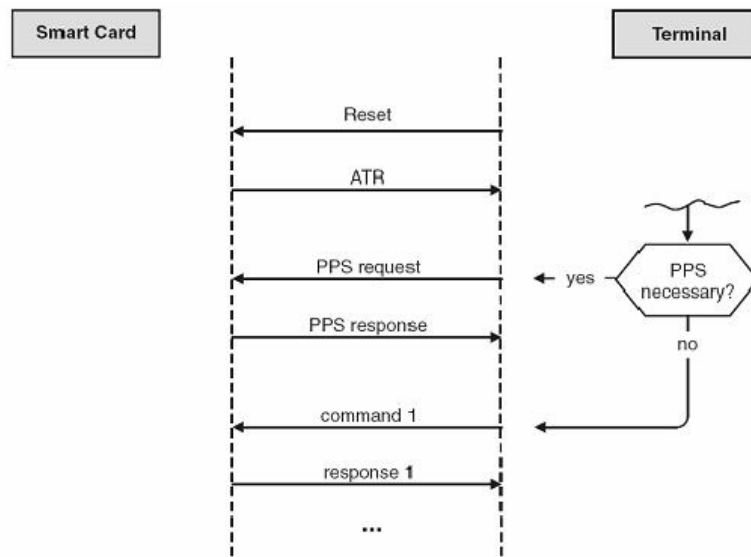 Smart Card
Terminal
Reset
ATR
PPS request
yes
PPS
necessary?
PPS response
no
command 1
response 1
...